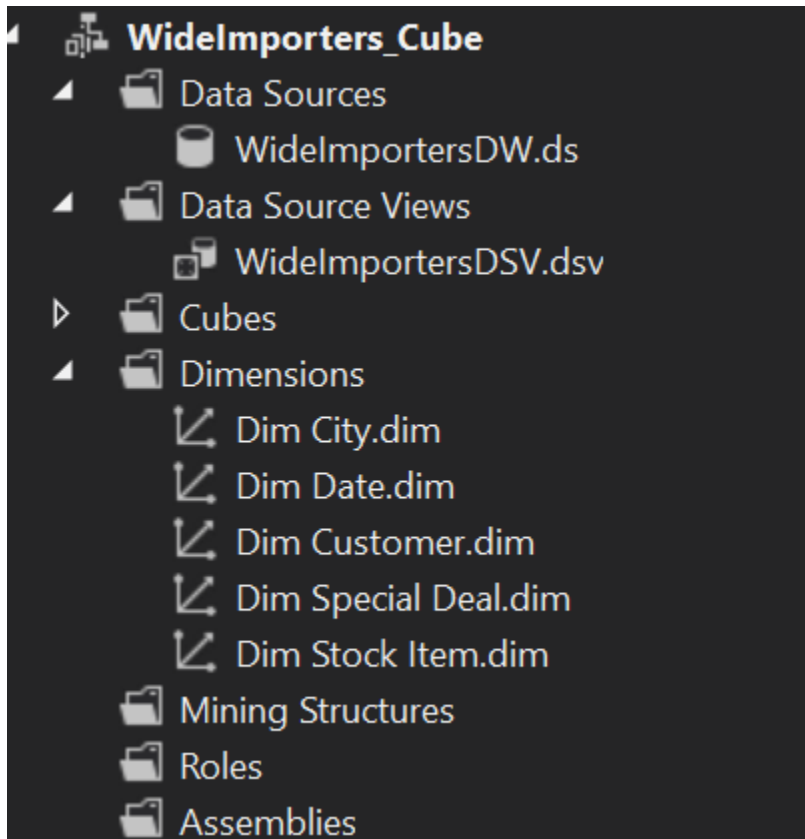 WideImporters_Cube
Data Sources
WideImportersDW.ds
Data Source Views
WideImportersDSV.dsv
Cubes
Dimensions
Dim City.dim
Dim Date.dim
Dim Customer.dim
Dim Special Deal.dim
Dim Stock Item.dim
Mining Structures
Roles
Assemblies